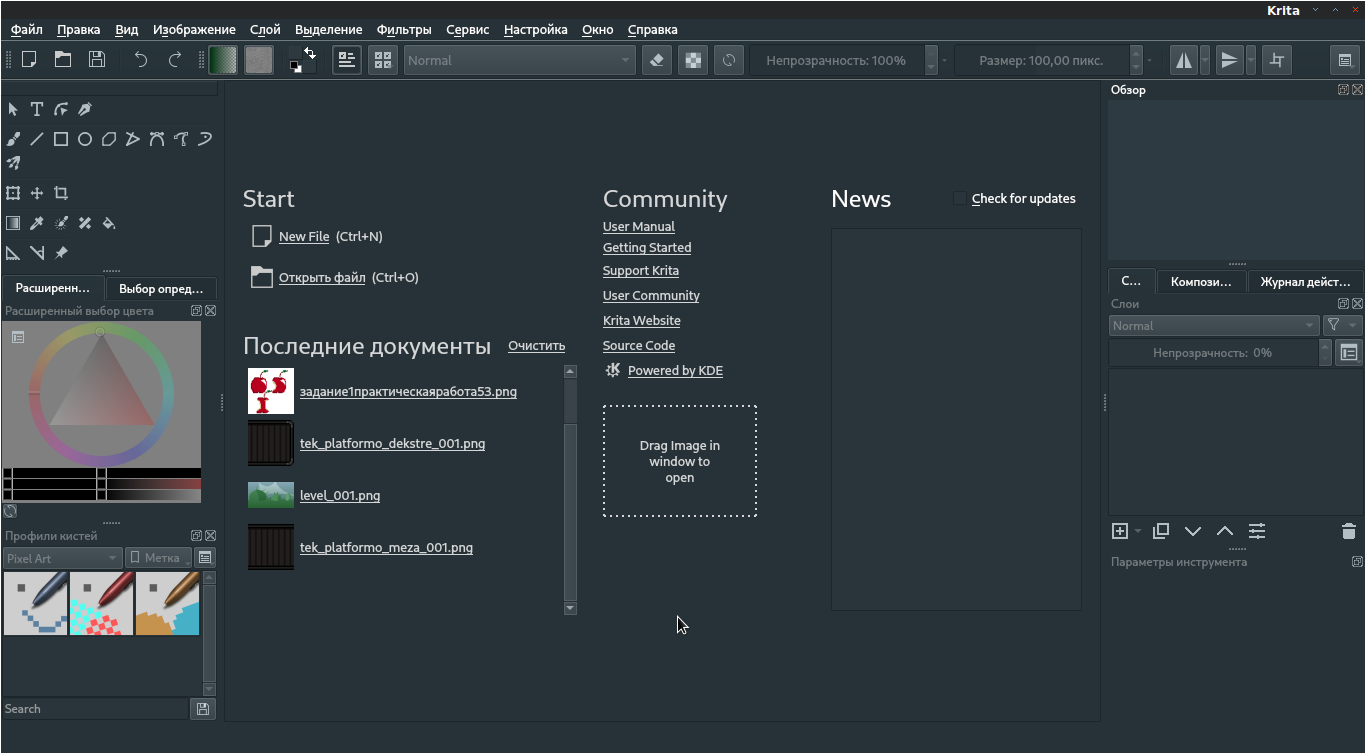 Krita
Файл Правка Вид Изображение Слой Выделение Фильтры Сервис Настройка Окно Справка
Normal
Непрозрачность: 100%
Размер: 100,00 пикс.
Расширенн...
Выбор опред...
Расширенный выбор цвета
Профили кистей
Pixel Art
Метка
Search
Start
New File (Ctrl+N)
Открыть файл (Ctrl+O)
Последние документы
Очистить
задание1практическаяработа53.png
tek_platformo_dekstre_001.png
level_001.png
tek_platformo_meza_001.png
Community
User Manual
Getting Started
Support Krita
User Community
Krita Website
Source Code
Powered by KDE
Drag Image in
window to
open
News
Check for updates
Обзор
С...
Компози...
Журнал дейст...
Слои
Normal
Непрозрачность: 0%
Параметры инструмента